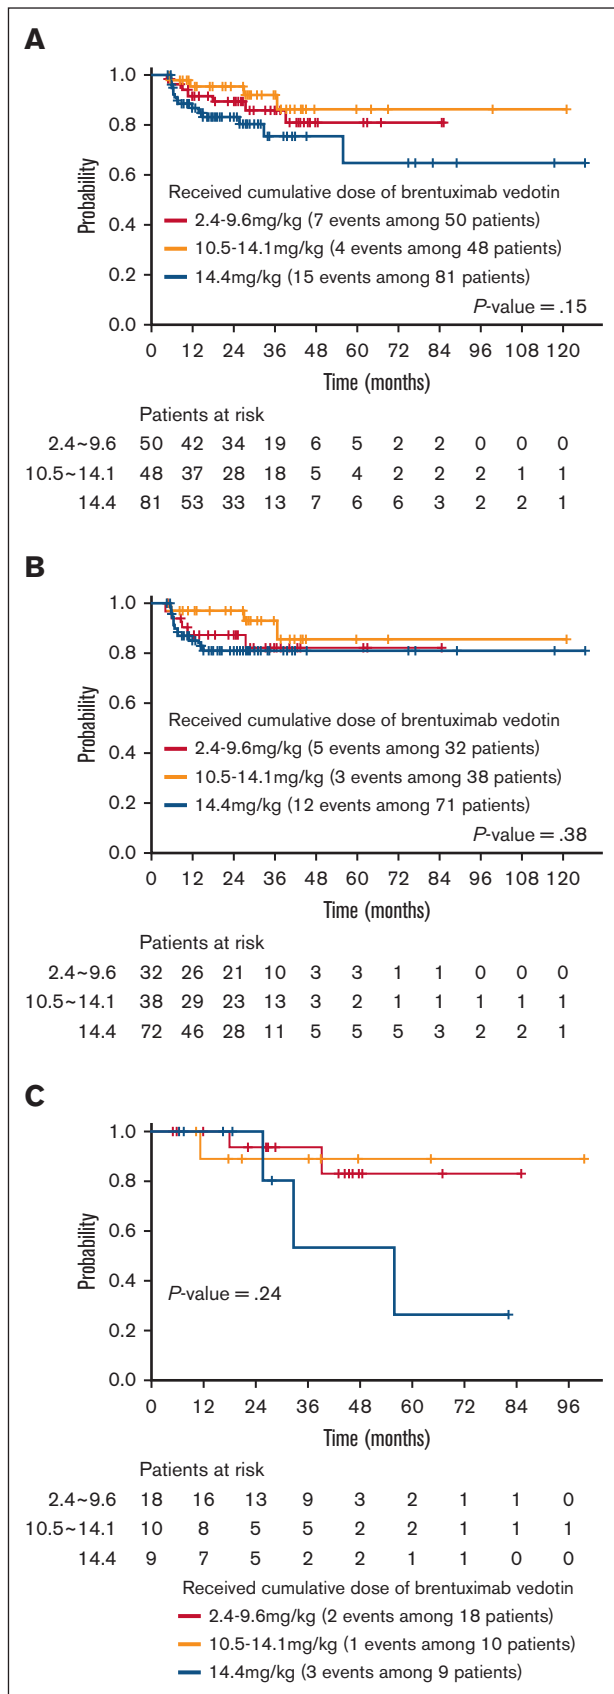 A
1.0
0.8
0.6
0.4
0.2
0.0
Probability
Received cumulative dose of brentuximab vedotin
2.4-9.6mg/kg (7 events among 50 patients)
10.5-14.1mg/kg (4 events among 48 patients)
14.4mg/kg (15 events among 81 patients)
P-value = .15
0 12 24 36 48 60 72 84 96 108 120
Time (months)
Patients at risk
2.4~9.6 50 42 34 19 6 5 2 2 0 0 0
10.5~14.1 48 37 28 18 5 4 2 2 2 1 1
14.4 81 53 33 13 7 6 6 3 2 2 1
B
1.0
0.8
0.6
0.4
0.2
0.0
Probability
Received cumulative dose of brentuximab vedotin
2.4-9.6mg/kg (5 events among 32 patients)
10.5-14.1mg/kg (3 events among 38 patients)
14.4mg/kg (12 events among 71 patients)
P-value = .38
0 12 24 36 48 60 72 84 96 108 120
Time (months)
Patients at risk
2.4~9.6 32 26 21 10 3 3 1 1 0 0 0
10.5~14.1 38 29 23 13 3 2 1 1 1 1 1
14.4 72 46 28 11 5 5 5 3 2 2 1
C
1.0
0.8
0.6
0.4
0.2
0.0
Probability
P-value = .24
0 12 24 36 48 60 72 84 96
Time (months)
Patients at risk
2.4~9.6 18 16 13 9 3 2 1 1 0
10.5~14.1 10 8 5 5 2 2 1 1 1
14.4 9 7 5 2 2 1 1 0 0
Received cumulative dose of brentuximab vedotin
2.4-9.6mg/kg (2 events among 18 patients)
10.5-14.1mg/kg (1 events among 10 patients)
14.4mg/kg (3 events among 9 patients)